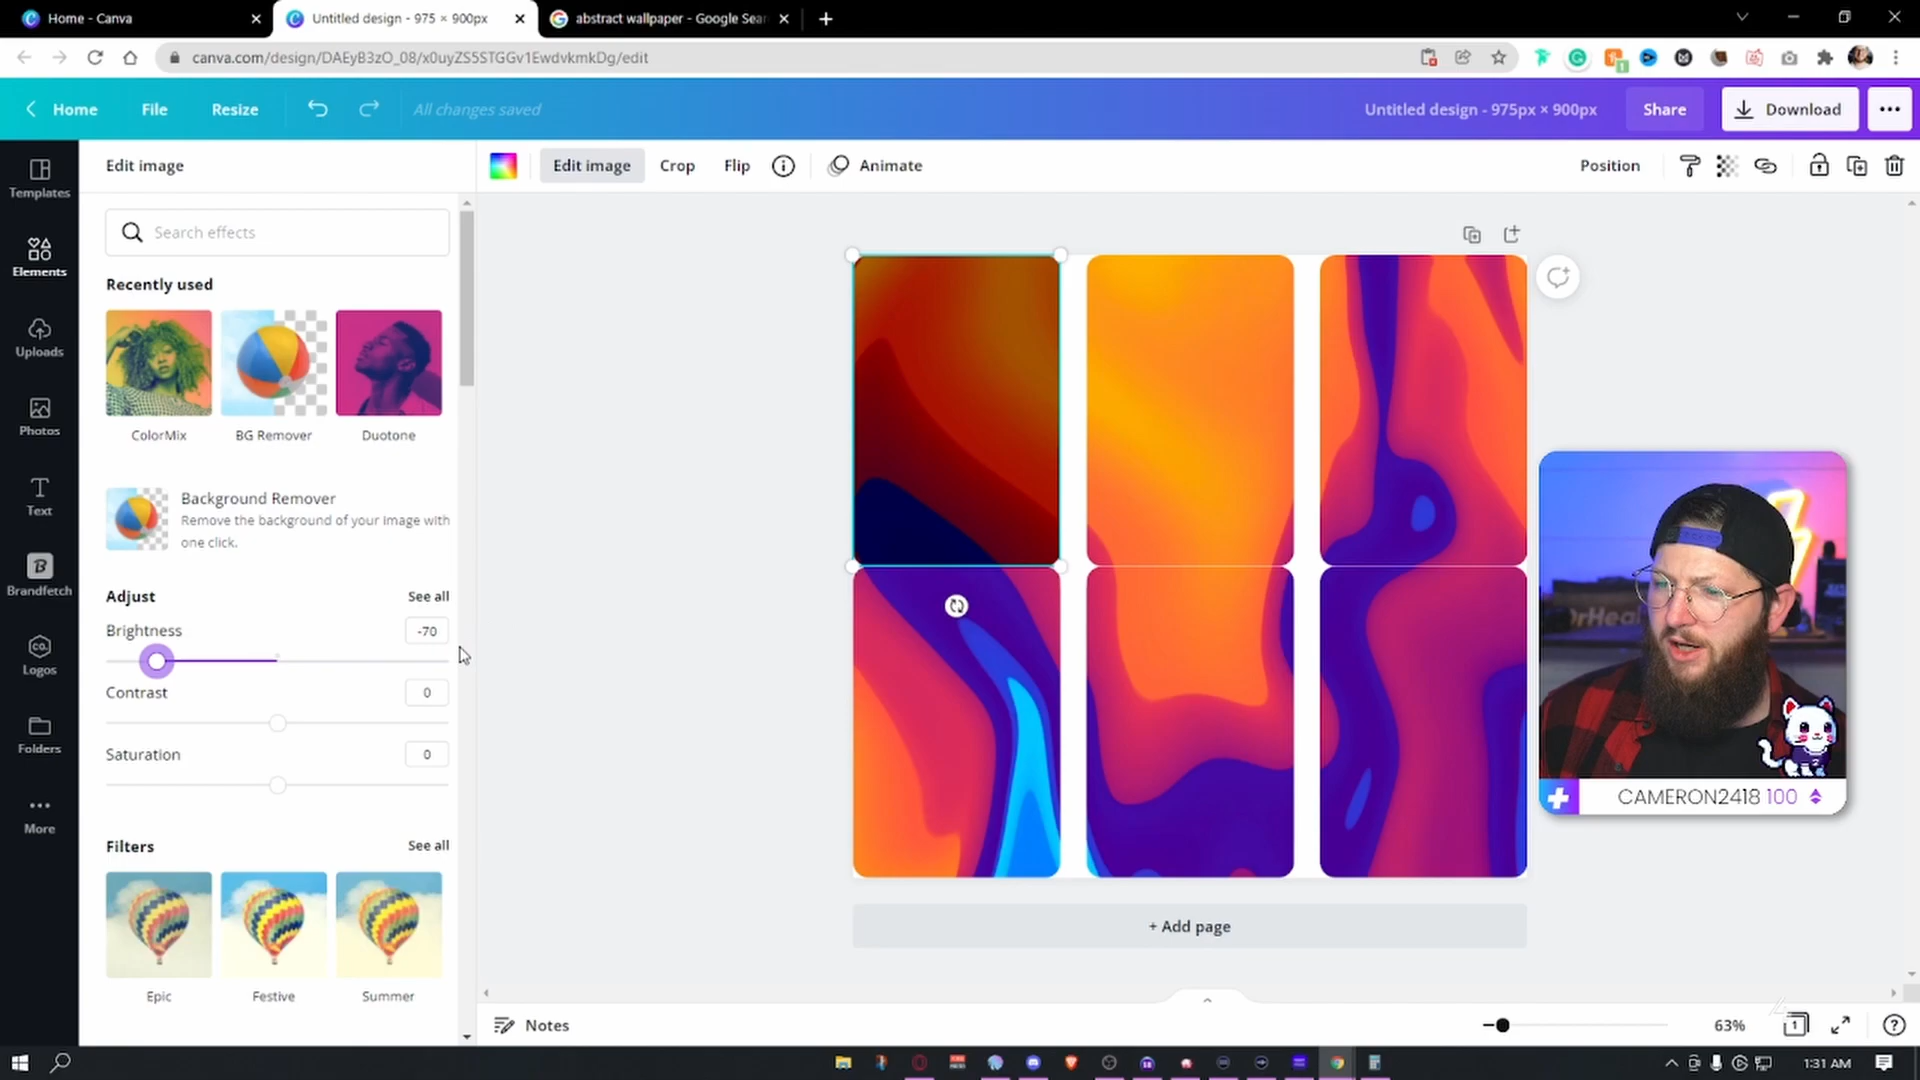 Home - Canva
Untitled design - 975 × 900px
abstract wallpaper - Google Sear
canva.com/design/DAEyB3zO_08/x0uyZS5STGGv1EwdvkmkDg/edit
Home
File
Resize
All changes saved
Untitled design - 975px × 900px
Share
Download
Templates
Elements
Uploads
Photos
Text
Brandfetch
Logos
Folders
More
Edit image
Search effects
Recently used
ColorMix
BG Remover
Duotone
Background Remover
Remove the background of your image with
one click.
Adjust
See all
Brightness
-70
Contrast
0
Saturation
0
Filters
See all
Epic
Festive
Summer
Edit image
Crop
Flip
Animate
Position
+ Add page
CAMERON2418 100
Notes
63%
1
1:31 AM